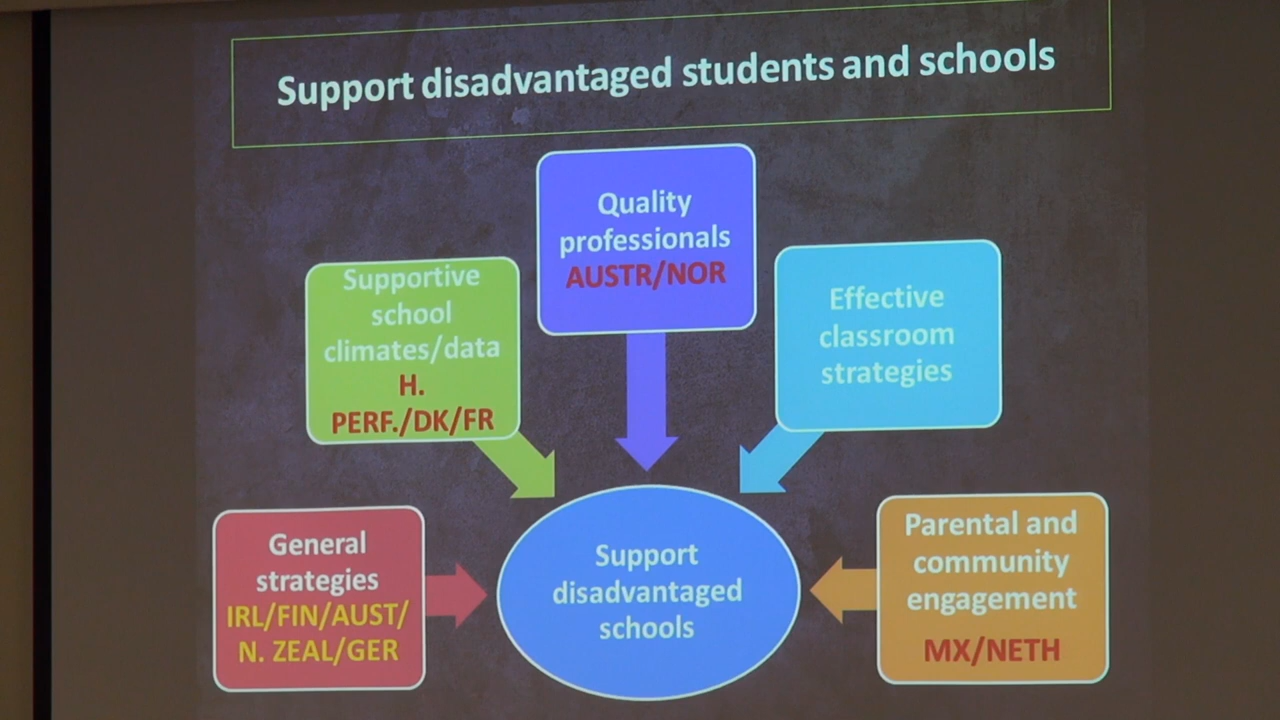 Support disadvantaged students and schools
Quality
professionals
AUSTR/NOR
Supportive
school
climates/data
H.
PERF./DK/FR
Effective
classroom
strategies
General
strategies
IRL/FIN/AUST/
N. ZEAL/GER
Support
disadvantaged
schools
Parental and
community
engagement
MX/NETH